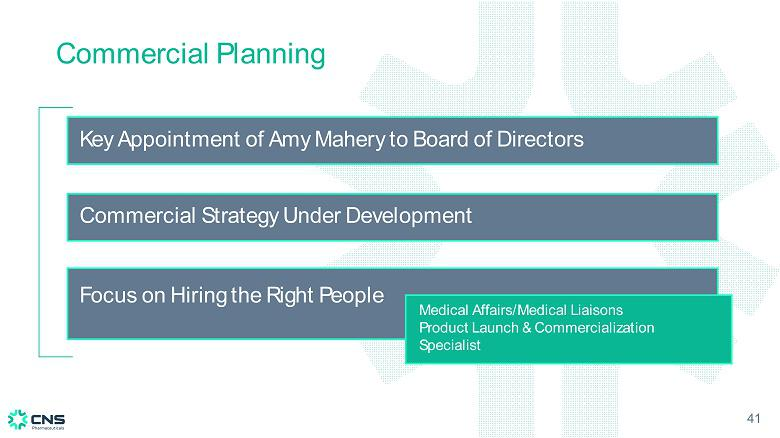 Commercial Planning
Key Appointment of Amy Mahery to Board of Directors
Commercial Strategy Under Development
Focus on Hiring the Right People
Medical Affairs/Medical Liaisons
Product Launch & Commercialization
Specialist
CNS
Pharmaceuticals
41